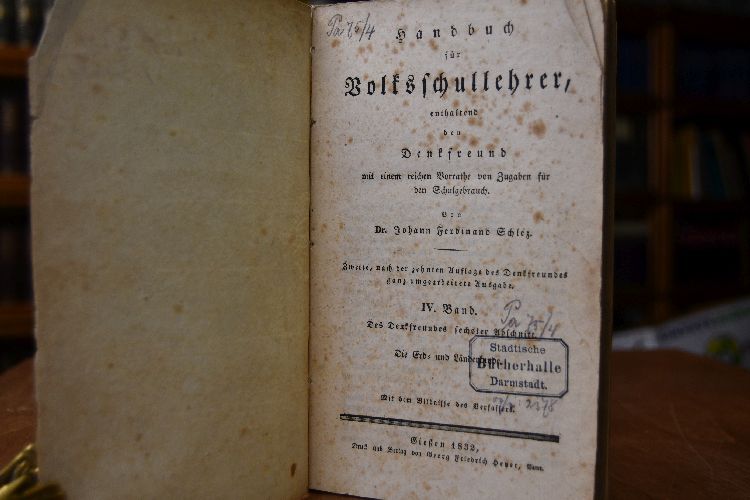 Pa 75/4
Handbuch
für
Volksschullehrer,
enthaltend
den
Denkfreund
mit einem reichen Vorrathe von Zugaben für
den Schulgebrauch.
Von
Dr. Johann Ferdinand Schlez.
Zweite, nach der zehnten Auflage des Denkfreundes
ganz umgearbeitete Ausgabe.
IV. Band.
Pa 75/4
Des Denkfreundes sechster Abschnitt.
Die Erd- und Länderkunde.
Städtische
Bücherhalle
Darmstadt.
Mit dem Bildnisse des Verfassers.
Gießen 1832,
Druck und Verlag von Georg Friedrich Heyer, Vater.